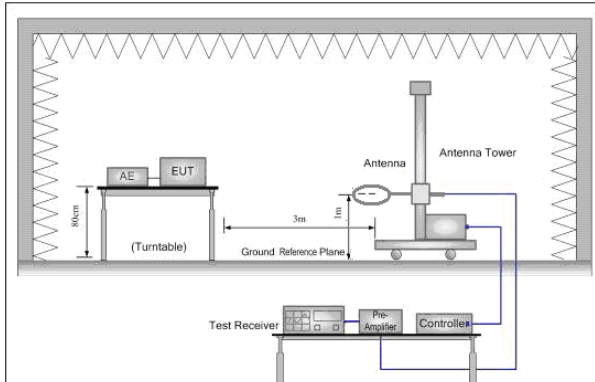 AE
EUT
Antenna
Antenna Tower
80cm
3m
1m
(Turntable)
Ground Reference Plane
Test Receiver
Pre-
Amplifier
Controller